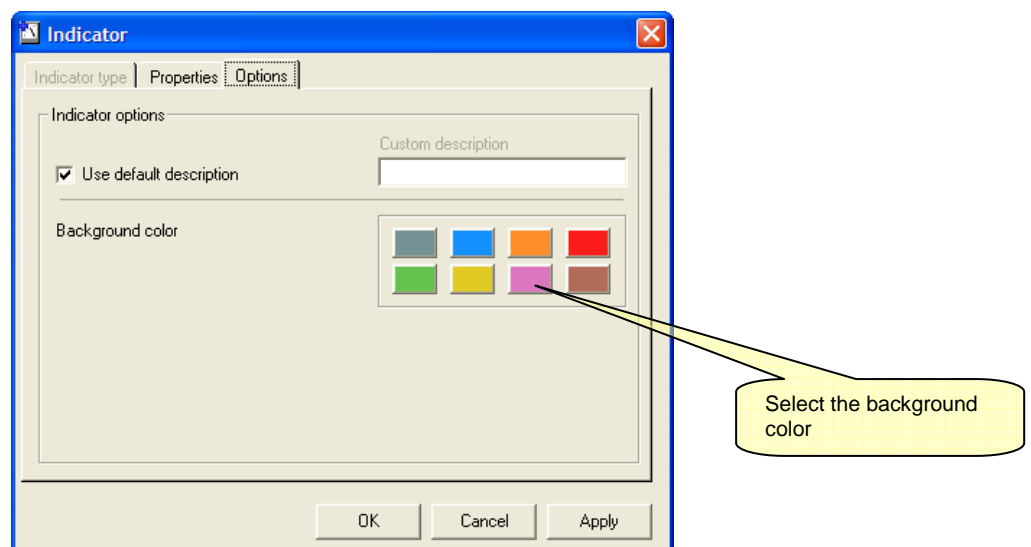 Indicator
Indicator type Properties Options
Indicator options
Custom description
Use default description
Background color
Select the background
color
OK Cancel Apply